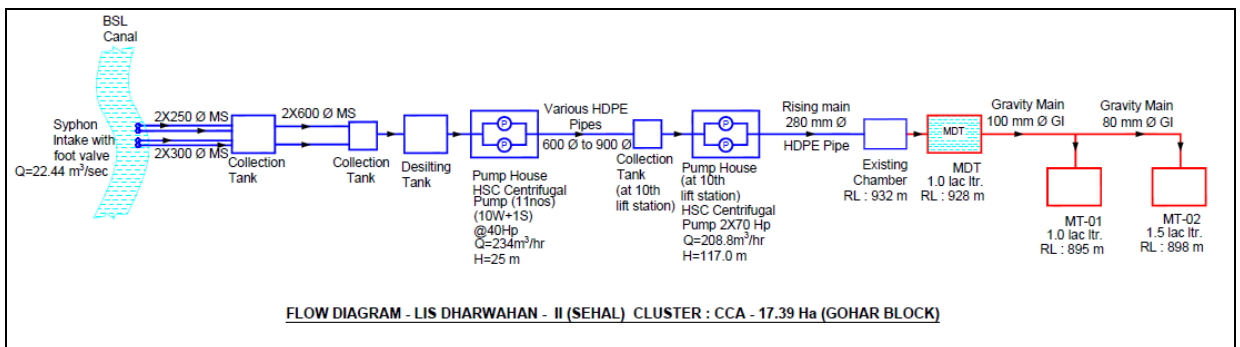 BSL
Canal
Syphon
Intake with
foot valve
Q=22.44 m³/sec
2X250 Ø MS
2X300 Ø MS
Collection
Tank
2X600 Ø MS
Collection
Tank
Desilting
Tank
P
P
Pump House
HSC Centrifugal
Pump (11nos)
(10W+1S)
@40Hp
Q=234m³/hr
H=25 m
Various HDPE
Pipes
600 Ø to 900 Ø
Collection
Tank
(at 10th
lift station)
P
P
Pump House
(at 10th
lift station)
HSC Centrifugal
Pump 2X70 Hp
Q=208.8m³/hr
H=117.0 m
Rising main
280 mm Ø
HDPE Pipe
Existing
Chamber
RL : 932 m
MDT
MDT
1.0 lac ltr.
RL : 928 m
Gravity Main
100 mm Ø GI
Gravity Main
80 mm Ø GI
MT-01
1.0 lac ltr.
RL : 895 m
MT-02
1.5 lac ltr.
RL : 898 m
FLOW DIAGRAM - LIS DHARWAHAN - II (SEHAL) CLUSTER : CCA - 17.39 Ha (GOHAR BLOCK)